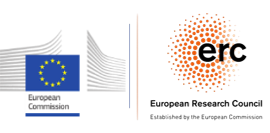 European
Commission
erc
European Research Council
Established by the European Commission